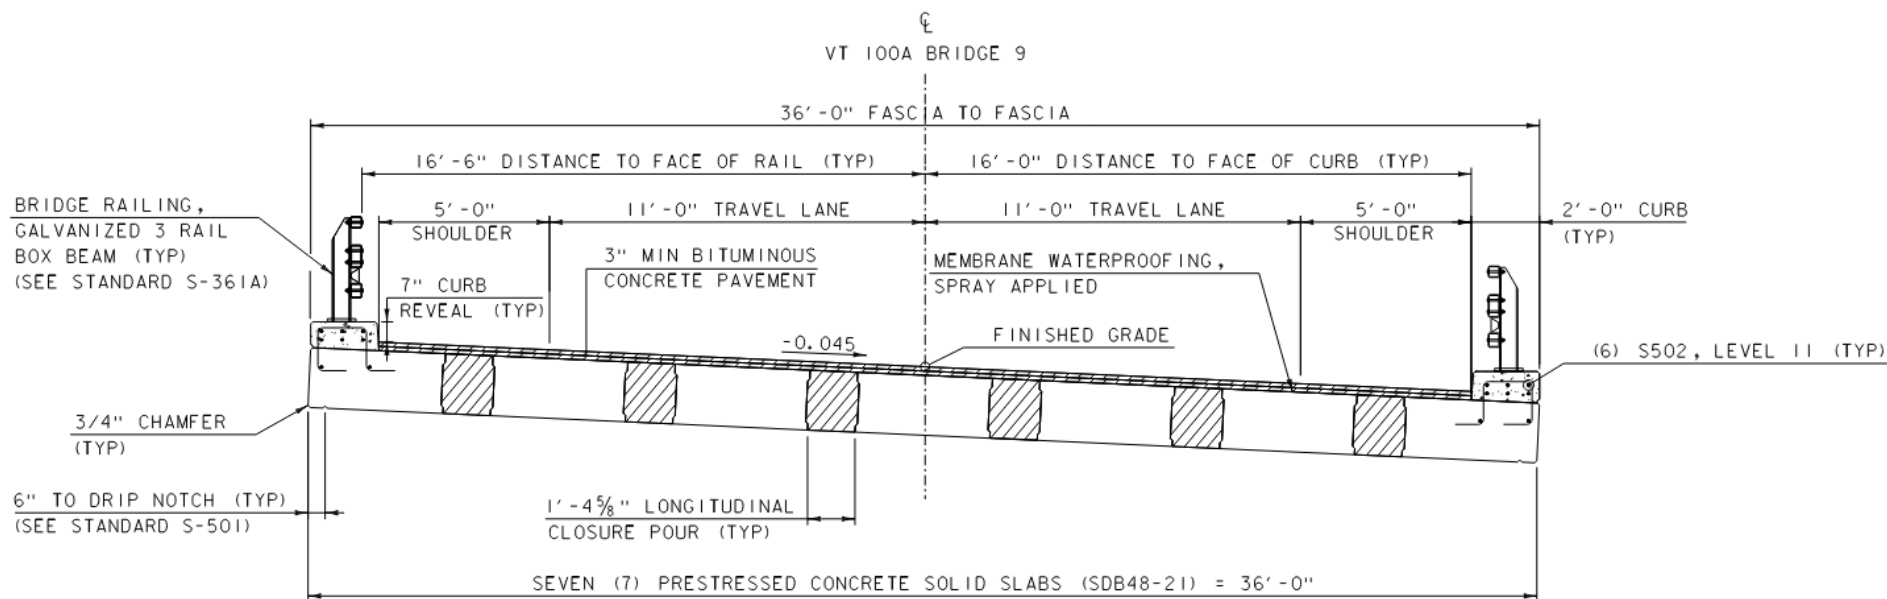 ℄
VT 100A BRIDGE 9
36'-0" FASCIA TO FASCIA
16'-6" DISTANCE TO FACE OF RAIL (TYP)
16'-0" DISTANCE TO FACE OF CURB (TYP)
BRIDGE RAILING,
GALVANIZED 3 RAIL
BOX BEAM (TYP)
(SEE STANDARD S-361A)
5'-0"
SHOULDER
11'-0" TRAVEL LANE
11'-0" TRAVEL LANE
5'-0"
SHOULDER
2'-0" CURB
(TYP)
7" CURB
REVEAL (TYP)
3" MIN BITUMINOUS
CONCRETE PAVEMENT
MEMBRANE WATERPROOFING,
SPRAY APPLIED
-0.045
FINISHED GRADE
(6) S502, LEVEL II (TYP)
3/4" CHAMFER
(TYP)
6" TO DRIP NOTCH (TYP)
(SEE STANDARD S-501)
1'-4⅝" LONGITUDINAL
CLOSURE POUR (TYP)
SEVEN (7) PRESTRESSED CONCRETE SOLID SLABS (SDB48-21) = 36'-0"